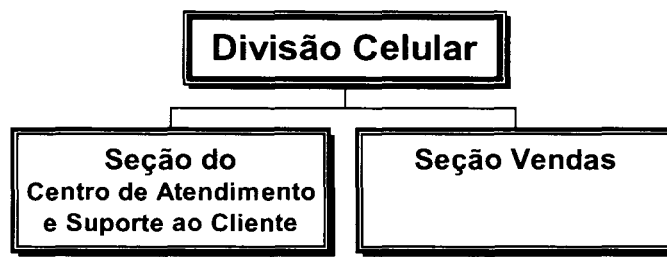 Divisão Celular
Seção do
Centro de Atendimento
e Suporte ao Cliente
Seção Vendas